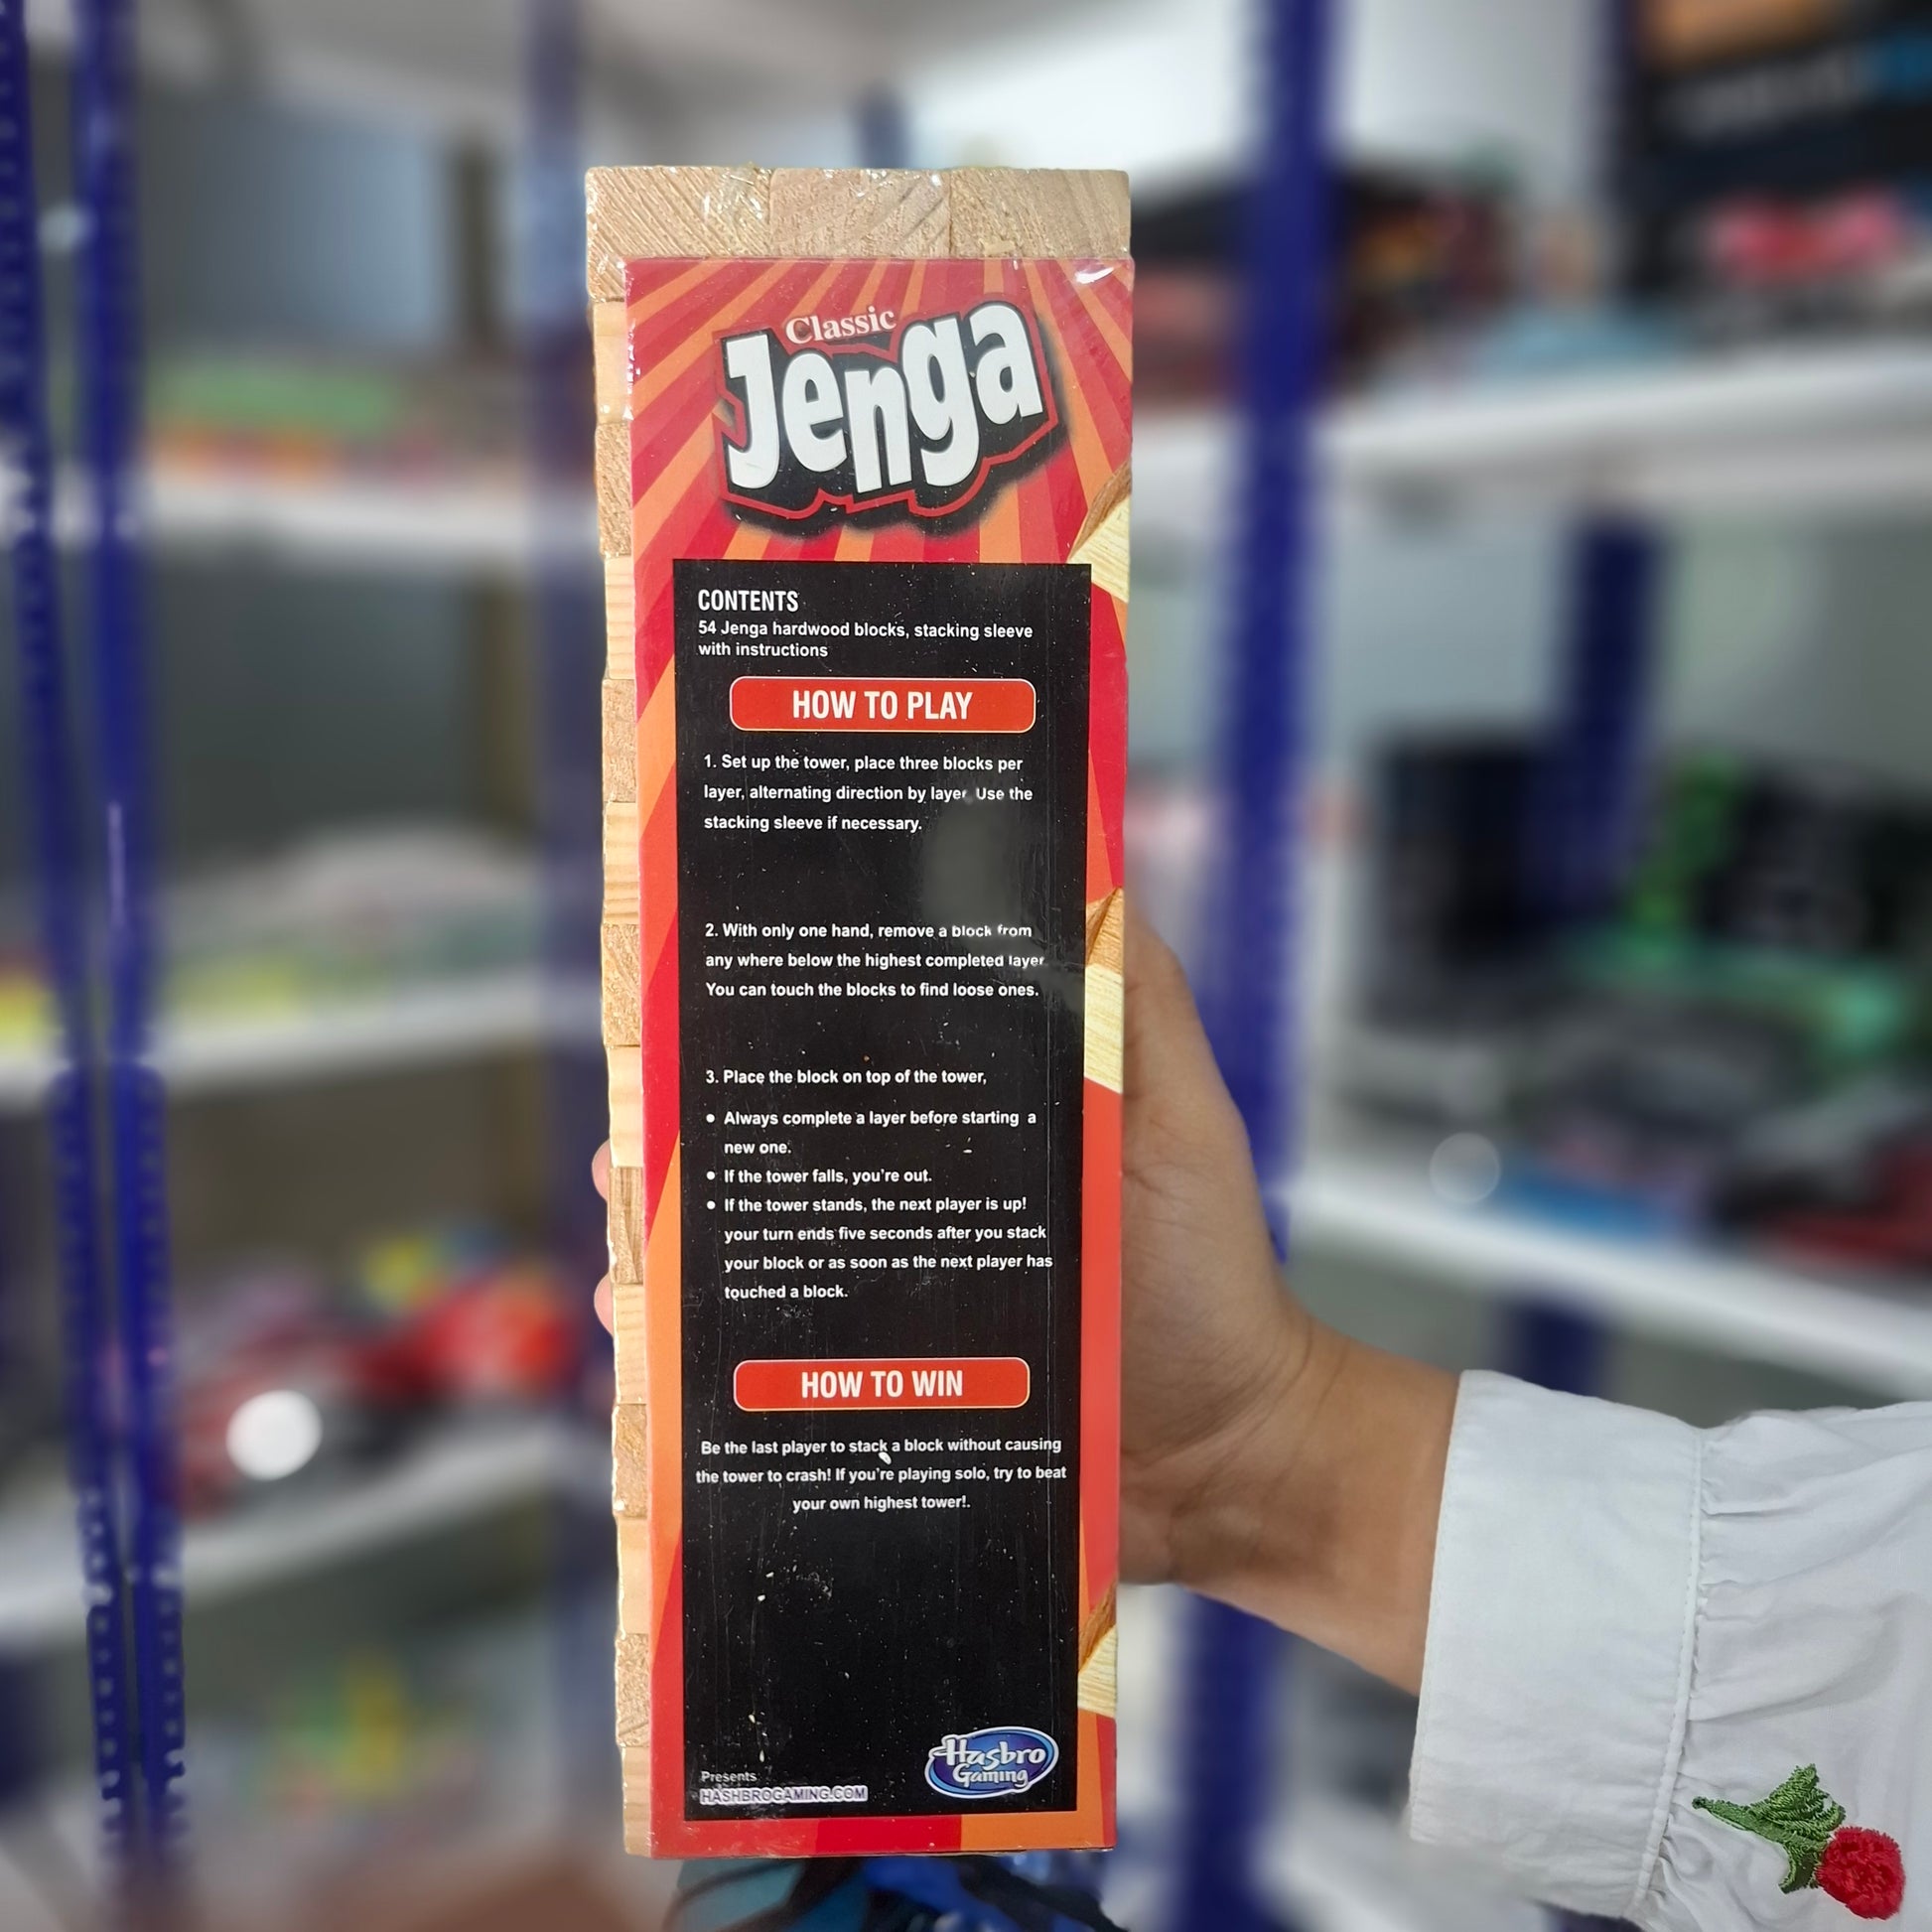 Classic
Jenga
CONTENTS
54 Jenga hardwood blocks, stacking sleeve
with instructions
HOW TO PLAY
1. Set up the tower, place three blocks per
layer, alternating direction by layer. Use the
stacking sleeve if necessary.
2. With only one hand, remove a block from
any where below the highest completed layer
You can touch the blocks to find loose ones.
3. Place the block on top of the tower,
• Always complete a layer before starting a
new one.
• If the tower falls, you're out.
• If the tower stands, the next player is up!
your turn ends five seconds after you stack
your block or as soon as the next player has
touched a block.
HOW TO WIN
Be the last player to stack a block without causing
the tower to crash! If you're playing solo, try to beat
your own highest tower!.
Presents
HASHBROGAMING.COM
Hasbro
Gaming